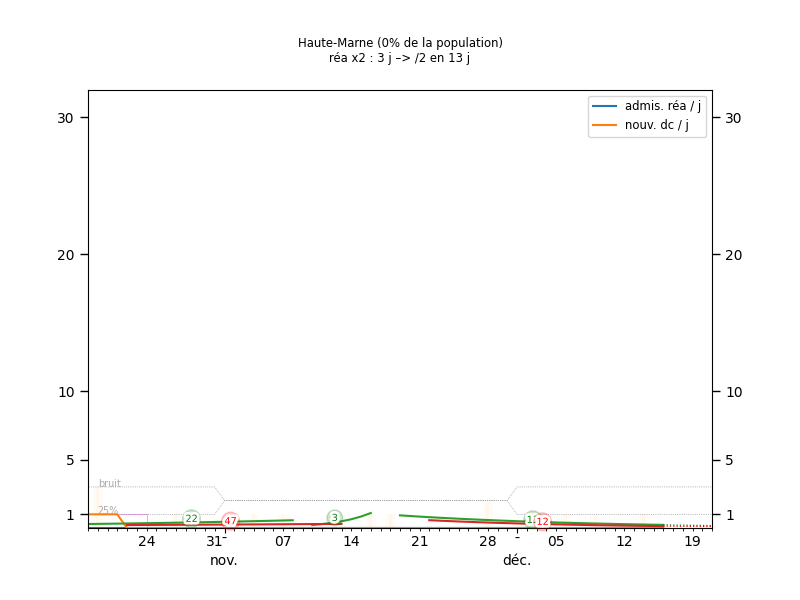 Haute-Marne (0% de la population)
réa x2 : 3 j –> /2 en 13 j
admis. réa / j
nouv. dc / j
30 30
20 20
10 10
5 5
1 1
bruit
25%
22 47 3 12
24 31 07 14 21 28 05 12 19
nov. déc.